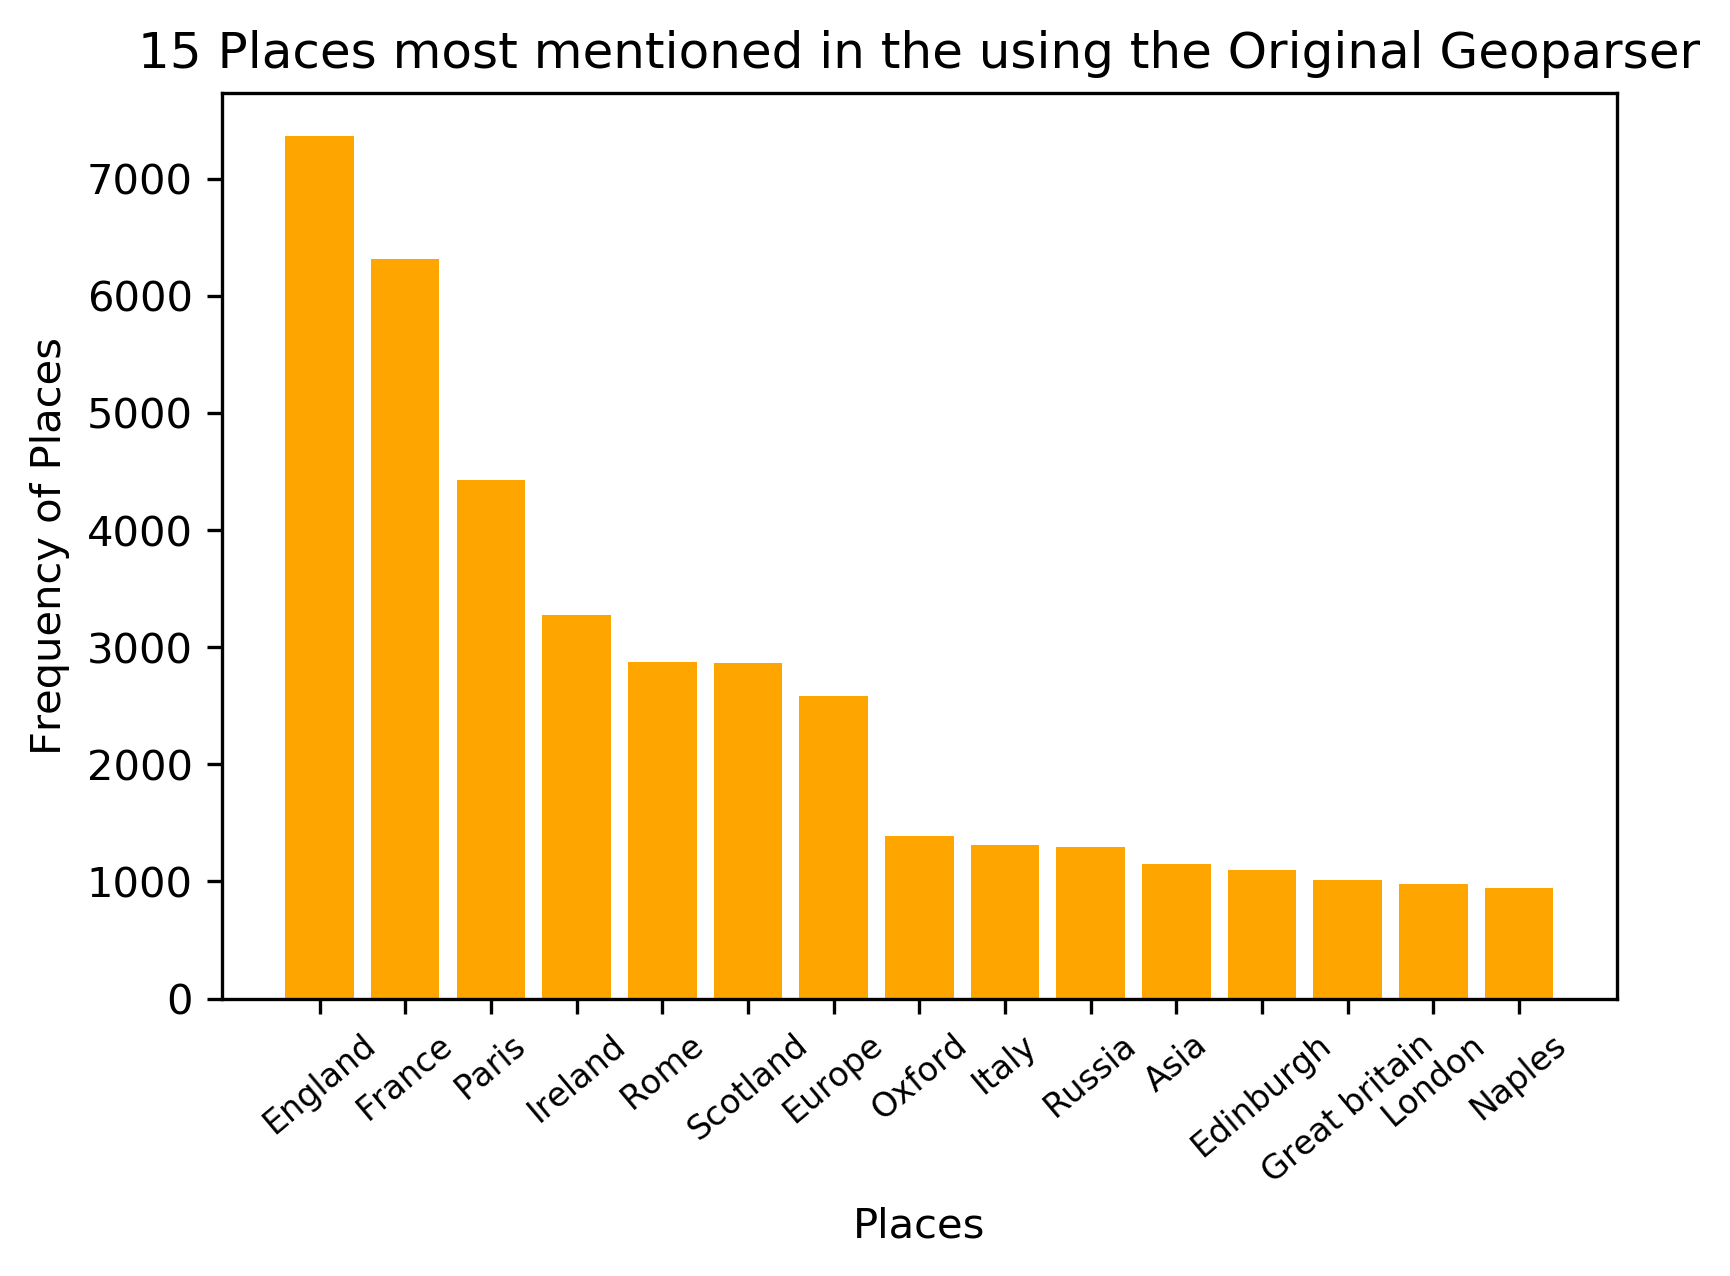 15 Places most mentioned in the using the Original Geoparser
Frequency of Places
7000
6000
5000
4000
3000
2000
1000
0
England
France
Paris
Ireland
Rome
Scotland
Europe
Oxford
Italy
Russia
Asia
Edinburgh
Great britain
London
Naples
Places